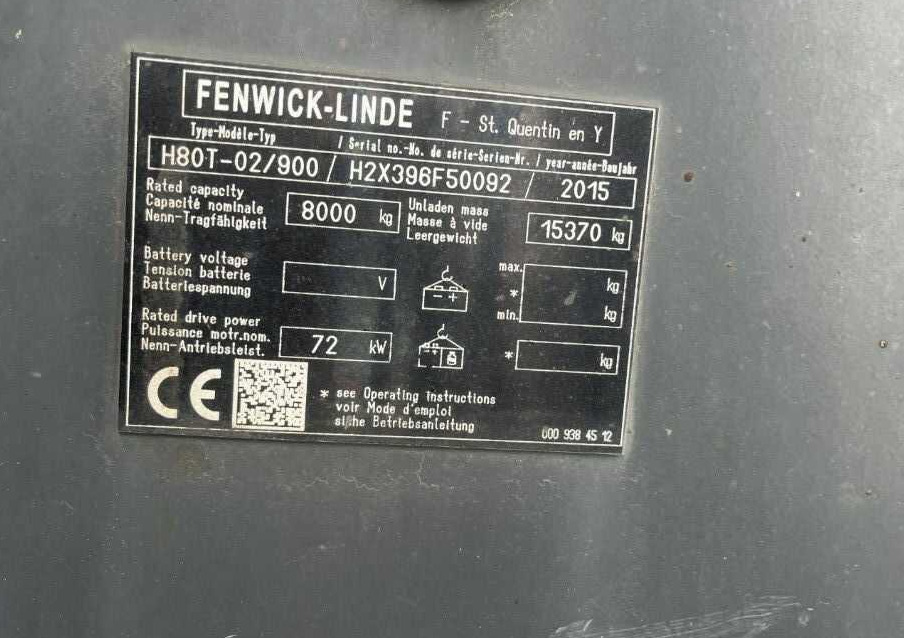 FENWICK-LINDE F - St. Quentin en Y
Type-Modèle-Typ / Serial no.-No. de série-Serien-Nr. / year-année-Baujahr
H80T-02/900 / H2X396F50092 / 2015
Rated capacity
Capacité nominale
Nenn-Tragfähigkeit
8000 kg
Unladen mass
Masse à vide
Leergewicht
15370 kg
Battery voltage
Tension batterie
Batteriespannung
V
- +
max.
*
min.
kg
kg
Rated drive power
Puissance motr.nom.
Nenn-Antriebsleist.
72 kW
- +
* kg
CE
* see Operating instructions
voir Mode d'emploi
siehe Betriebsanleitung
000 938 45 12